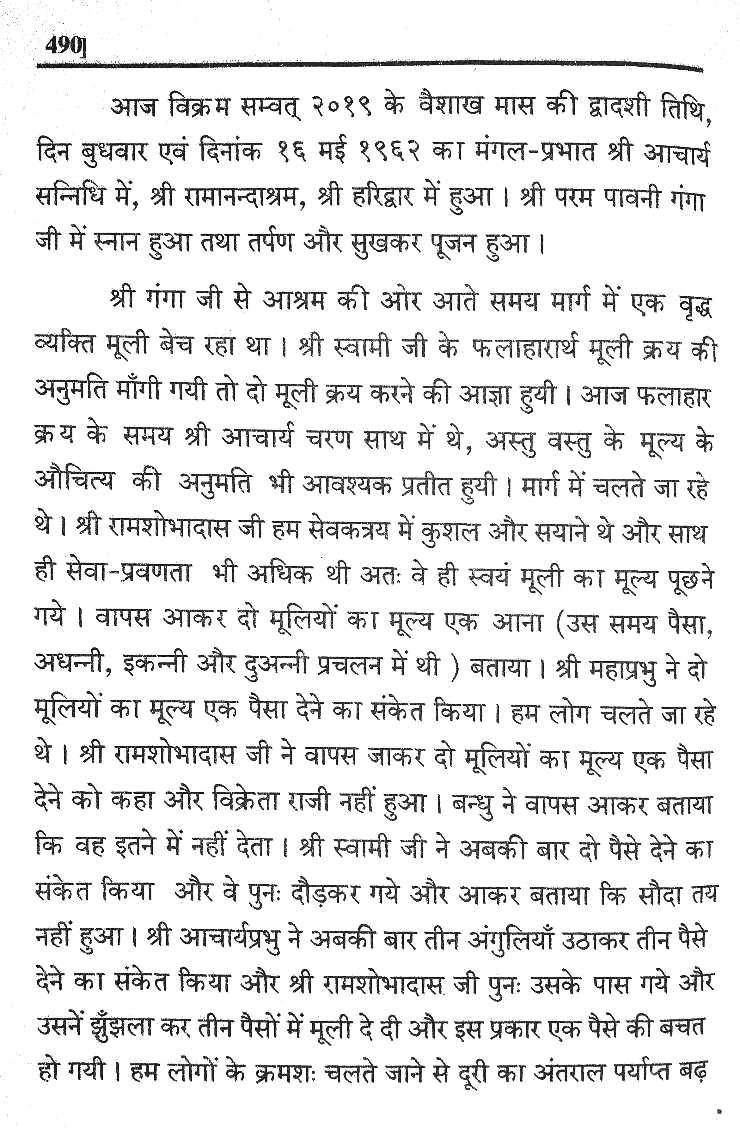 490]
आज विक्रम सम्वत् २०१९ के वैशाख मास की द्वादशी तिथि,
दिन बुधवार एवं दिनांक १६ मई १९६२ का मंगल-प्रभात श्री आचार्य
सन्निधि में, श्री रामानन्दाश्रम, श्री हरिद्वार में हुआ । श्री परम पावनी गंगा
जी में स्नान हुआ तथा तर्पण और सुखकर पूजन हुआ ।
श्री गंगा जी से आश्रम की ओर आते समय मार्ग में एक वृद्ध
व्यक्ति मूली बेच रहा था । श्री स्वामी जी के फलाहारार्थ मूली क्रय की
अनुमति माँगी गयी तो दो मूली क्रय करने की आज्ञा हुयी । आज फलाहार
क्रय के समय श्री आचार्य चरण साथ में थे, अस्तु वस्तु के मूल्य के
औचित्य की अनुमति भी आवश्यक प्रतीत हुयी । मार्ग में चलते जा रहे
थे । श्री रामशोभादास जी हम सेवकत्रय में कुशल और सयाने थे और साथ
ही सेवा-प्रवणता भी अधिक थी अतः वे ही स्वयं मूली का मूल्य पूछने
गये । वापस आकर दो मूलियों का मूल्य एक आना (उस समय पैसा,
अधन्नी, इकन्नी और दुअन्नी प्रचलन में थी ) बताया । श्री महाप्रभु ने दो
मूलियों का मूल्य एक पैसा देने का संकेत किया । हम लोग चलते जा रहे
थे । श्री रामशोभादास जी ने वापस जाकर दो मूलियों का मूल्य एक पैसा
देने को कहा और विक्रेता राजी नहीं हुआ । बन्धु ने वापस आकर बताया
कि वह इतने में नहीं देता । श्री स्वामी जी ने अबकी बार दो पैसे देने का
संकेत किया और वे पुनः दौड़कर गये और आकर बताया कि सौदा तय
नहीं हुआ । श्री आचार्यप्रभु ने अबकी बार तीन अंगुलियाँ उठाकर तीन पैसे
देने का संकेत किया और श्री रामशोभादास जी पुनः उसके पास गये और
उसनें झुँझला कर तीन पैसों में मूली दे दी और इस प्रकार एक पैसे की बचत
हो गयी । हम लोगों के क्रमशः चलते जाने से दूरी का अंतराल पर्याप्त बढ़